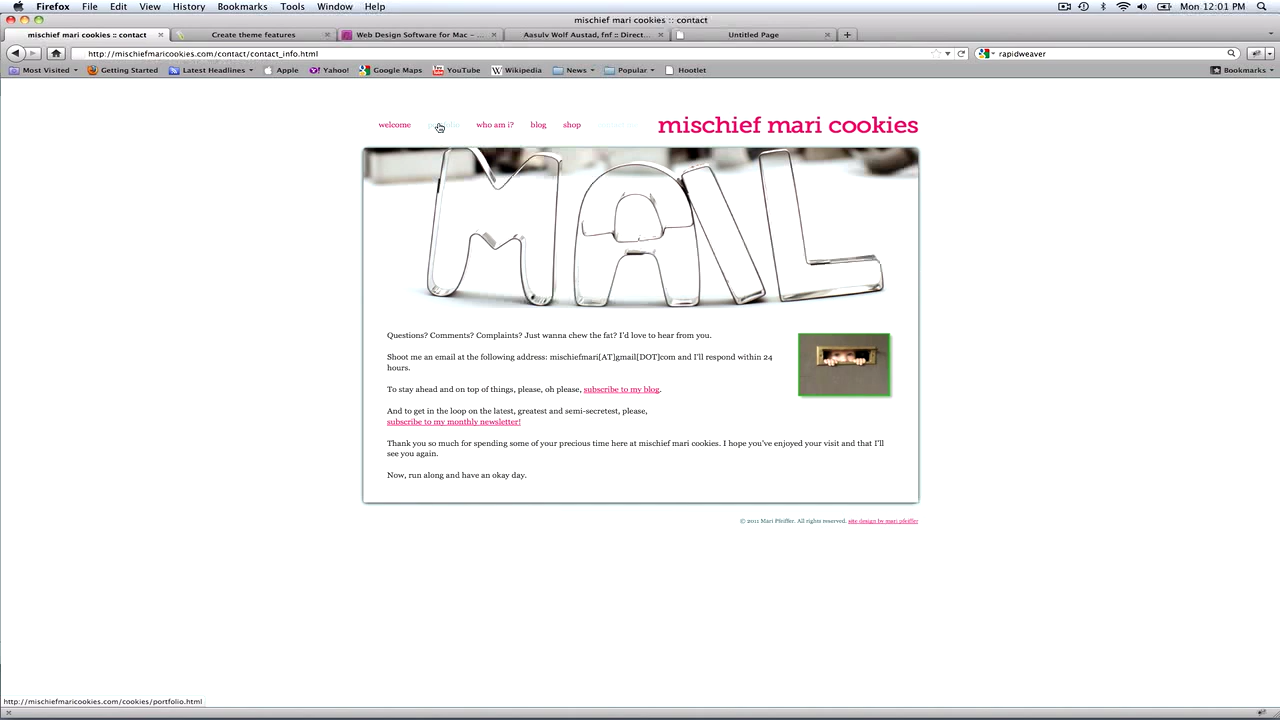 Firefox File Edit View History Bookmarks Tools Window Help Mon 12:01 PM
mischief mari cookies :: contact
mischief mari cookies :: contact Create theme features Web Design Software for Mac – ... Aasulv Wolf Austad, fnf :: Direct... Untitled Page
http://mischiefmaricookies.com/contact/contact_info.html rapidweaver
Most Visited Getting Started Latest Headlines Apple Yahoo! Google Maps YouTube Wikipedia News Popular Hootlet Bookmarks
welcome who am i? blog shop mischief mari cookies
MAIL
Questions? Comments? Complaints? Just wanna chew the fat? I'd love to hear from you.
Shoot me an email at the following address: mischiefmari[AT]gmail[DOT]com and I'll respond within 24
hours.
To stay ahead and on top of things, please, oh please, subscribe to my blog.
And to get in the loop on the latest, greatest and semi-secretest, please,
subscribe to my monthly newsletter!
Thank you so much for spending some of your precious time here at mischief mari cookies. I hope you've enjoyed your visit and that I'll
see you again.
Now, run along and have an okay day.
© 2011 Mari Pfeiffer. All rights reserved. site design by mari pfeiffer
http://mischiefmaricookies.com/cookies/portfolio.html